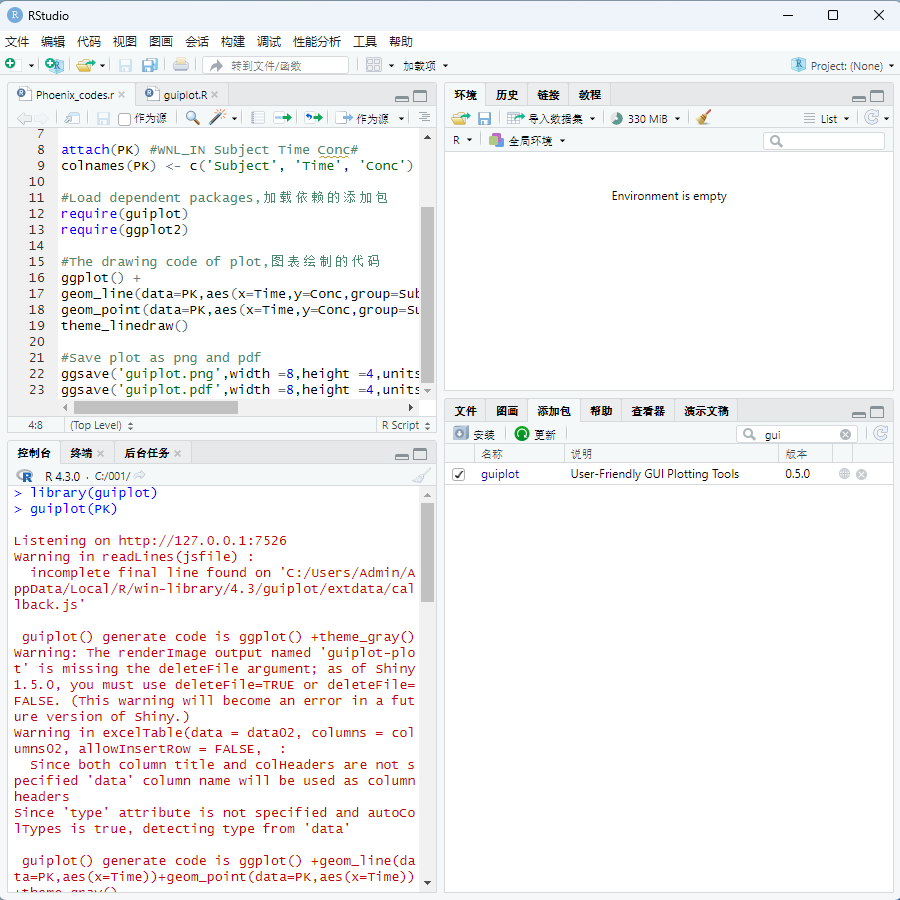 RStudio
文件 编辑 代码 视图 图画 会话 构建 调试 性能分析 工具 帮助
转到文件/函数 加载项 Project: (None)
Phoenix_codes.r guiplot.R
作为源 作为源
7
8 attach(PK) #WNL_IN Subject Time Conc#
9 colnames(PK) <- c('Subject', 'Time', 'Conc')
10
11 #Load dependent packages,加载依赖的添加包
12 require(guiplot)
13 require(ggplot2)
14
15 #The drawing code of plot,图表绘制的代码
16 ggplot() +
17 geom_line(data=PK,aes(x=Time,y=Conc,group=Sub
18 geom_point(data=PK,aes(x=Time,y=Conc,group=Su
19 theme_linedraw()
20
21 #Save plot as png and pdf
22 ggsave('guiplot.png',width =8,height =4,units
23 ggsave('guiplot.pdf',width =8,height =4,units
4:8 (Top Level) R Script
控制台 终端 后台任务
R 4.3.0 · C:/001/
> library(guiplot)
> guiplot(PK)
Listening on http://127.0.0.1:7526
Warning in readLines(jsfile) :
incomplete final line found on 'C:/Users/Admin/A
ppData/Local/R/win-library/4.3/guiplot/extdata/cal
lback.js'
guiplot() generate code is ggplot() +theme_gray()
Warning: The renderImage output named 'guiplot-plo
t' is missing the deleteFile argument; as of Shiny
1.5.0, you must use deleteFile=TRUE or deleteFile=
FALSE. (This warning will become an error in a fut
ure version of Shiny.)
Warning in excelTable(data = data02, columns = col
umns02, allowInsertRow = FALSE,  :
Since both column title and colHeaders are not s
pecified 'data' column name will be used as column
headers
Since 'type' attribute is not specified and autoCo
lTypes is true, detecting type from 'data'
guiplot() generate code is ggplot() +geom_line(da
ta=PK,aes(x=Time))+geom_point(data=PK,aes(x=Time))
+theme_gray()
环境 历史 链接 教程
导入数据集 330 MiB List
R 全局环境
Environment is empty
文件 图画 添加包 帮助 查看器 演示文稿
安装 更新 gui
名称 说明 版本
guiplot User-Friendly GUI Plotting Tools 0.5.0